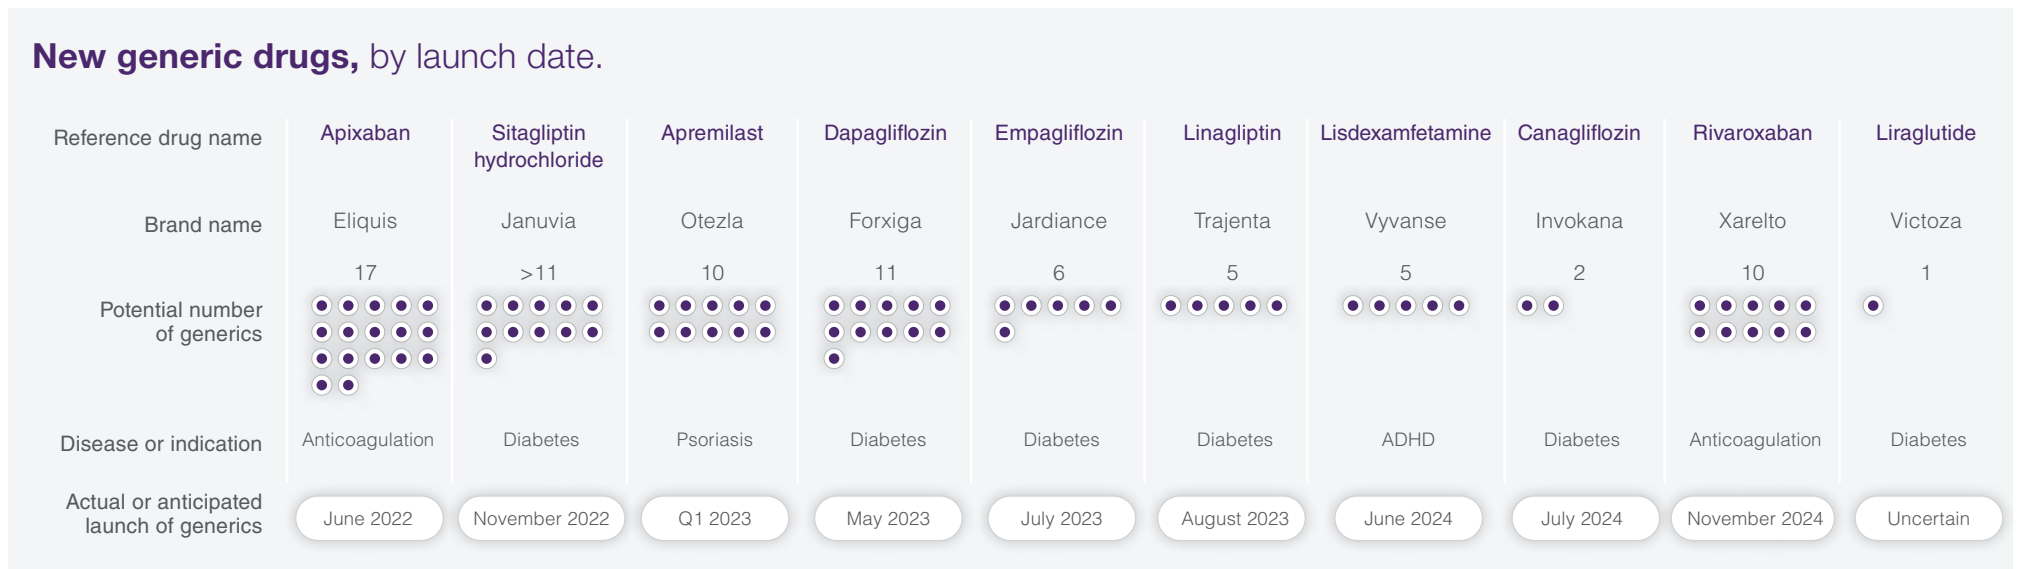 New generic drugs, by launch date.
Reference drug name
Apixaban
Sitagliptin
hydrochloride
Apremilast
Dapagliflozin
Empagliflozin
Linagliptin
Lisdexamfetamine
Canagliflozin
Rivaroxaban
Liraglutide
Brand name
Eliquis
Januvia
Otezla
Forxiga
Jardiance
Trajenta
Vyvanse
Invokana
Xarelto
Victoza
Potential number
of generics
17
>11
10
11
6
5
5
2
10
1
Disease or indication
Anticoagulation
Diabetes
Psoriasis
Diabetes
Diabetes
Diabetes
ADHD
Diabetes
Anticoagulation
Diabetes
Actual or anticipated
launch of generics
June 2022
November 2022
Q1 2023
May 2023
July 2023
August 2023
June 2024
July 2024
November 2024
Uncertain